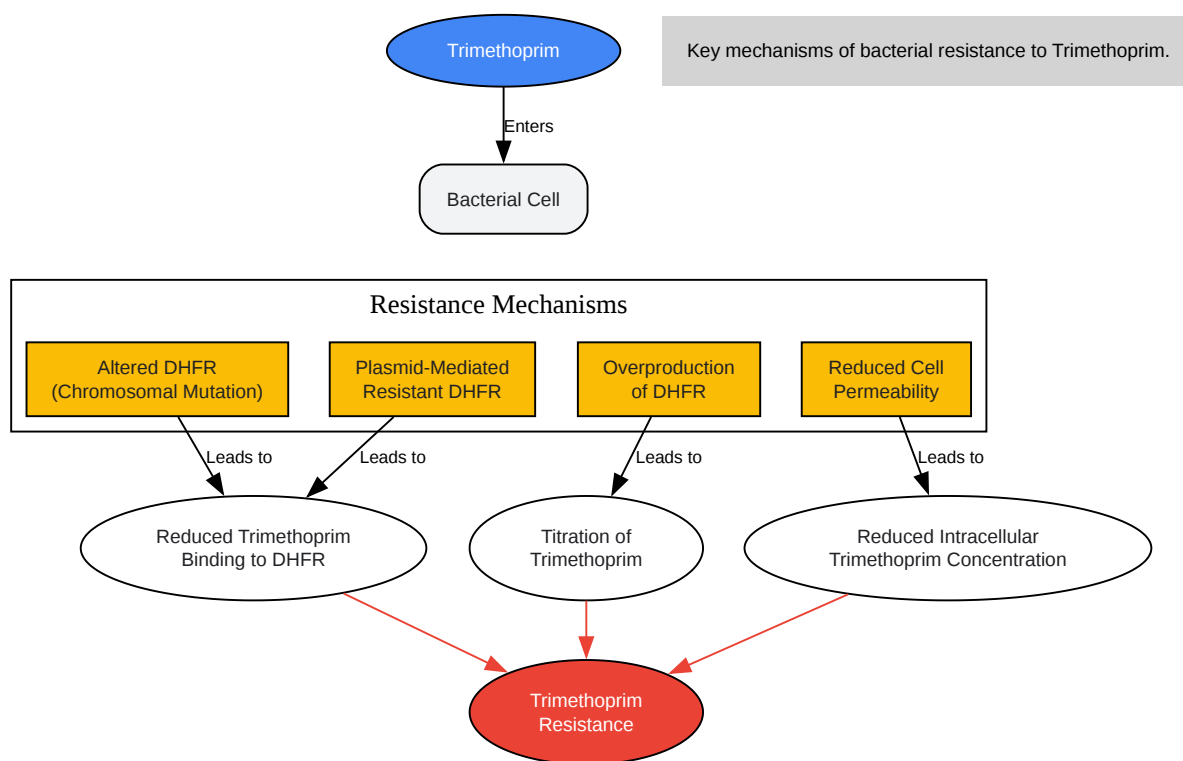 Trimethoprim
Key mechanisms of bacterial resistance to Trimethoprim.
Enters
Bacterial Cell
Resistance Mechanisms
Altered DHFR
(Chromosomal Mutation)
Plasmid-Mediated
Resistant DHFR
Overproduction
of DHFR
Reduced Cell
Permeability
Leads to
Leads to
Leads to
Leads to
Reduced Trimethoprim
Binding to DHFR
Titration of
Trimethoprim
Reduced Intracellular
Trimethoprim Concentration
Trimethoprim
Resistance